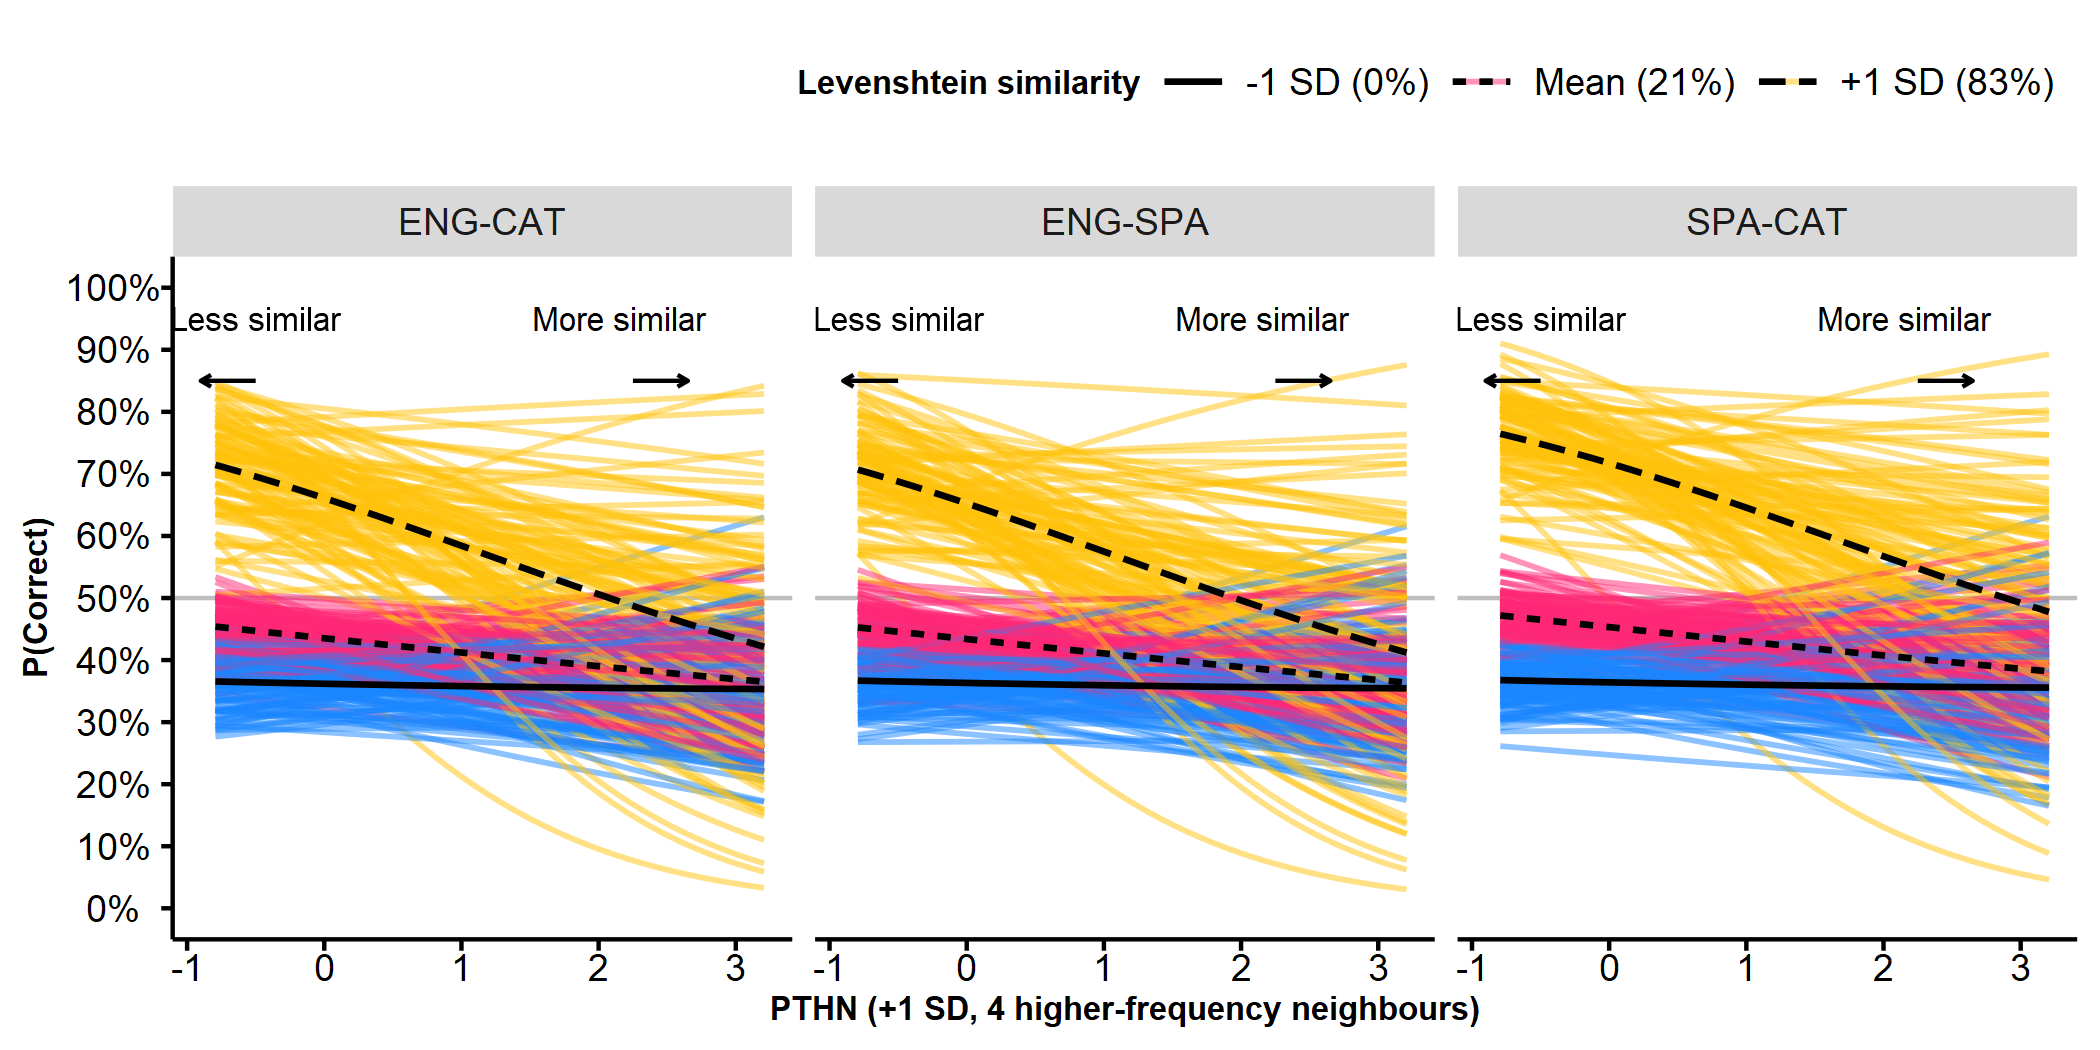 Levenshtein similarity -1 SD (0%) Mean (21%) +1 SD (83%)
ENG-CAT ENG-SPA SPA-CAT
100%
Less similar More similar Less similar More similar Less similar More similar
90%
80%
70%
60%
50%
40%
30%
20%
10%
0%
P(Correct)
-1 0 1 2 3 -1 0 1 2 3 -1 0 1 2 3
PTHN (+1 SD, 4 higher-frequency neighbours)